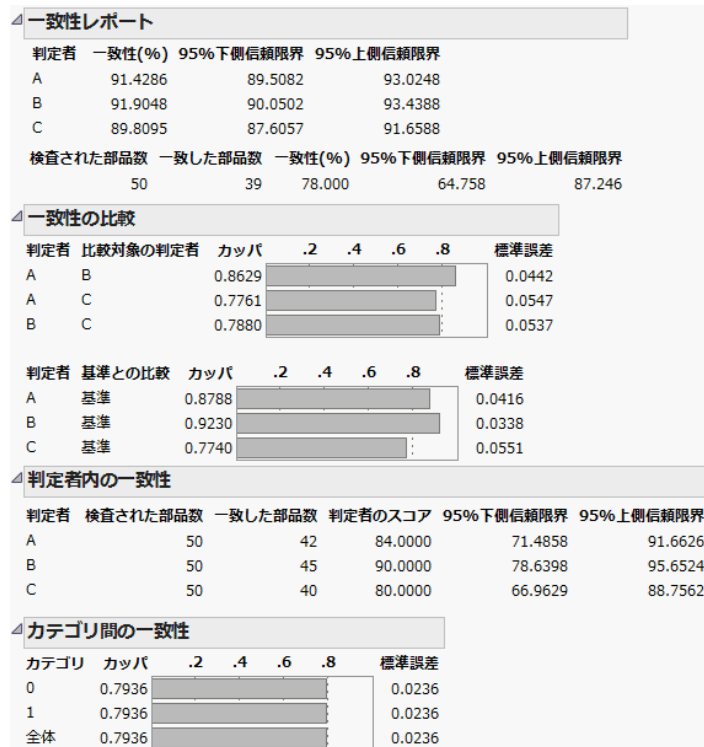 一致性レポート
判定者 一致性(%) 95%下側信頼限界 95%上側信頼限界
A 91.4286 89.5082 93.0248
B 91.9048 90.0502 93.4388
C 89.8095 87.6057 91.6588
検査された部品数 一致した部品数 一致性(%) 95%下側信頼限界 95%上側信頼限界
50 39 78.000 64.758 87.246
一致性の比較
判定者 比較対象の判定者 カッパ .2 .4 .6 .8 標準誤差
A B 0.8629 0.0442
A C 0.7761 0.0547
B C 0.7880 0.0537
判定者 基準との比較 カッパ .2 .4 .6 .8 標準誤差
A 基準 0.8788 0.0416
B 基準 0.9230 0.0338
C 基準 0.7740 0.0551
判定者内の一致性
判定者 検査された部品数 一致した部品数 判定者のスコア 95%下側信頼限界 95%上側信頼限界
A 50 42 84.0000 71.4858 91.6626
B 50 45 90.0000 78.6398 95.6524
C 50 40 80.0000 66.9629 88.7562
カテゴリ間の一致性
カテゴリ カッパ .2 .4 .6 .8 標準誤差
0 0.7936 0.0236
1 0.7936 0.0236
全体 0.7936 0.0236